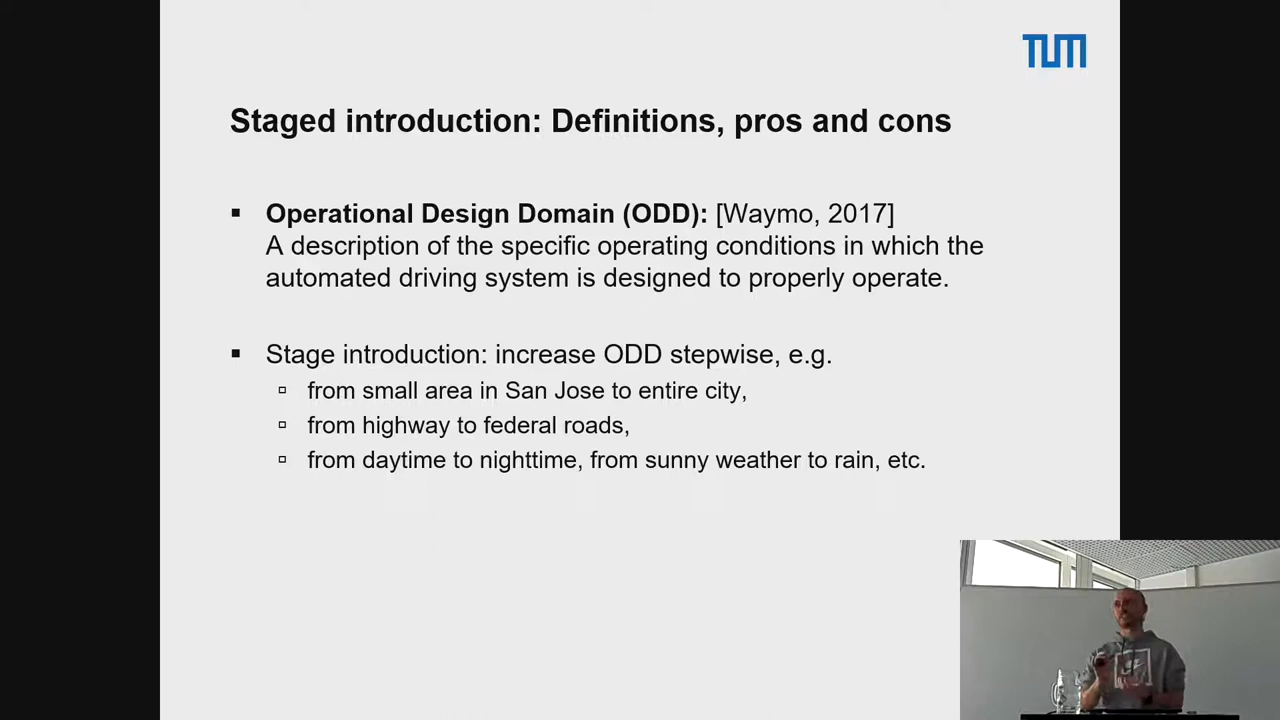 TUM
Staged introduction: Definitions, pros and cons
▪ Operational Design Domain (ODD): [Waymo, 2017]
A description of the specific operating conditions in which the
automated driving system is designed to properly operate.
▪ Stage introduction: increase ODD stepwise, e.g.
▫ from small area in San Jose to entire city,
▫ from highway to federal roads,
▫ from daytime to nighttime, from sunny weather to rain, etc.